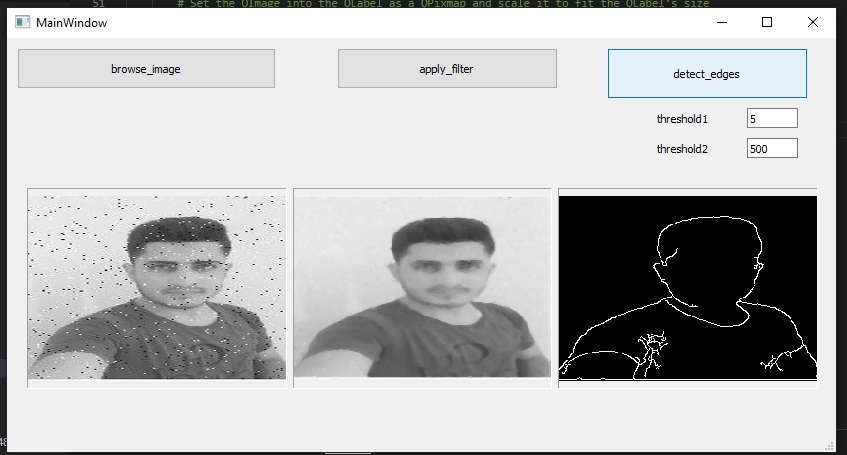 51 # Set the QImage into the QLabel as a QPixmap and scale it to fit the QLabel's size
MainWindow
browse_image
apply_filter
detect_edges
threshold1 5
threshold2 500
48